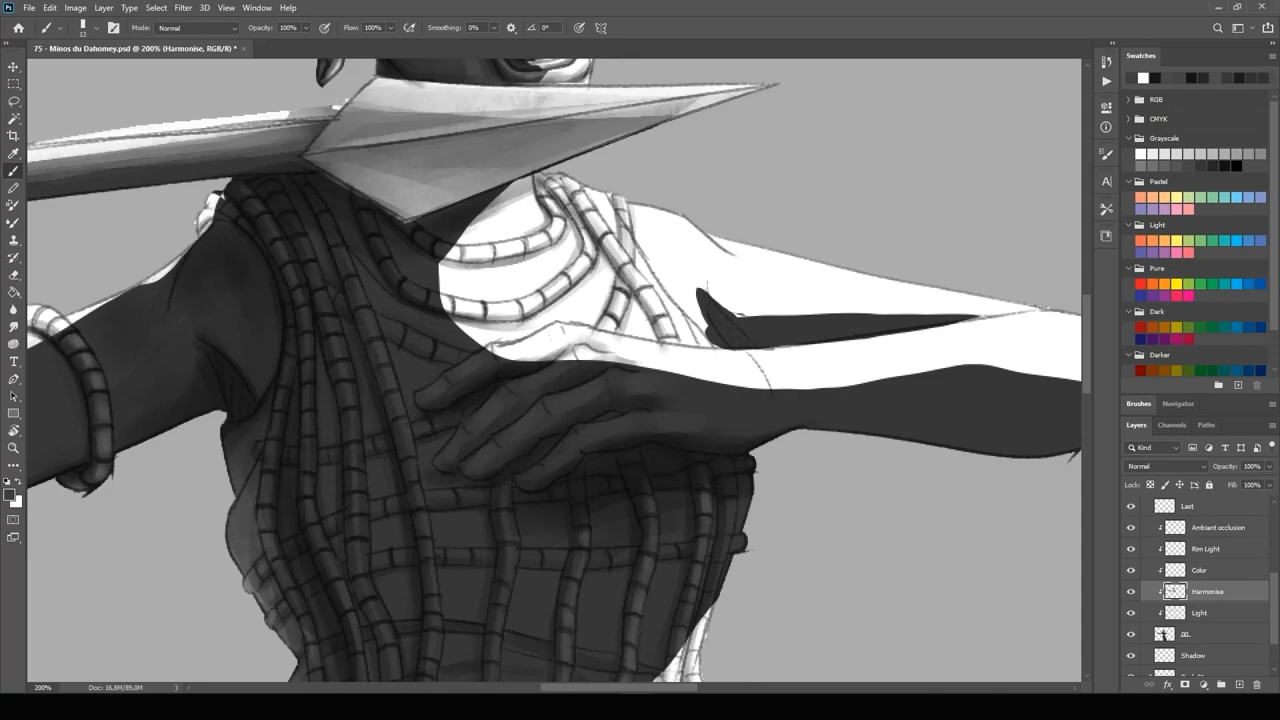 File Edit Image Layer Type Select Filter 3D View Window Help
13 Mode: Normal Opacity: 100% Flow: 100% Smoothing: 0% 0°
75 - Minos du Dahomey.psd @ 200% (Harmonise, RGB/8) * ×
Swatches
RGB
CMYK
Grayscale
Pastel
Light
Pure
Dark
Darker
Brushes Navigator
Layers Channels Paths
Kind
Normal Opacity: 100%
Lock: Fill: 100%
Last
Ambiant occlusion
Rim Light
Color
Harmonise
Light
Shadow
200% Doc: 16,8M/89,0M